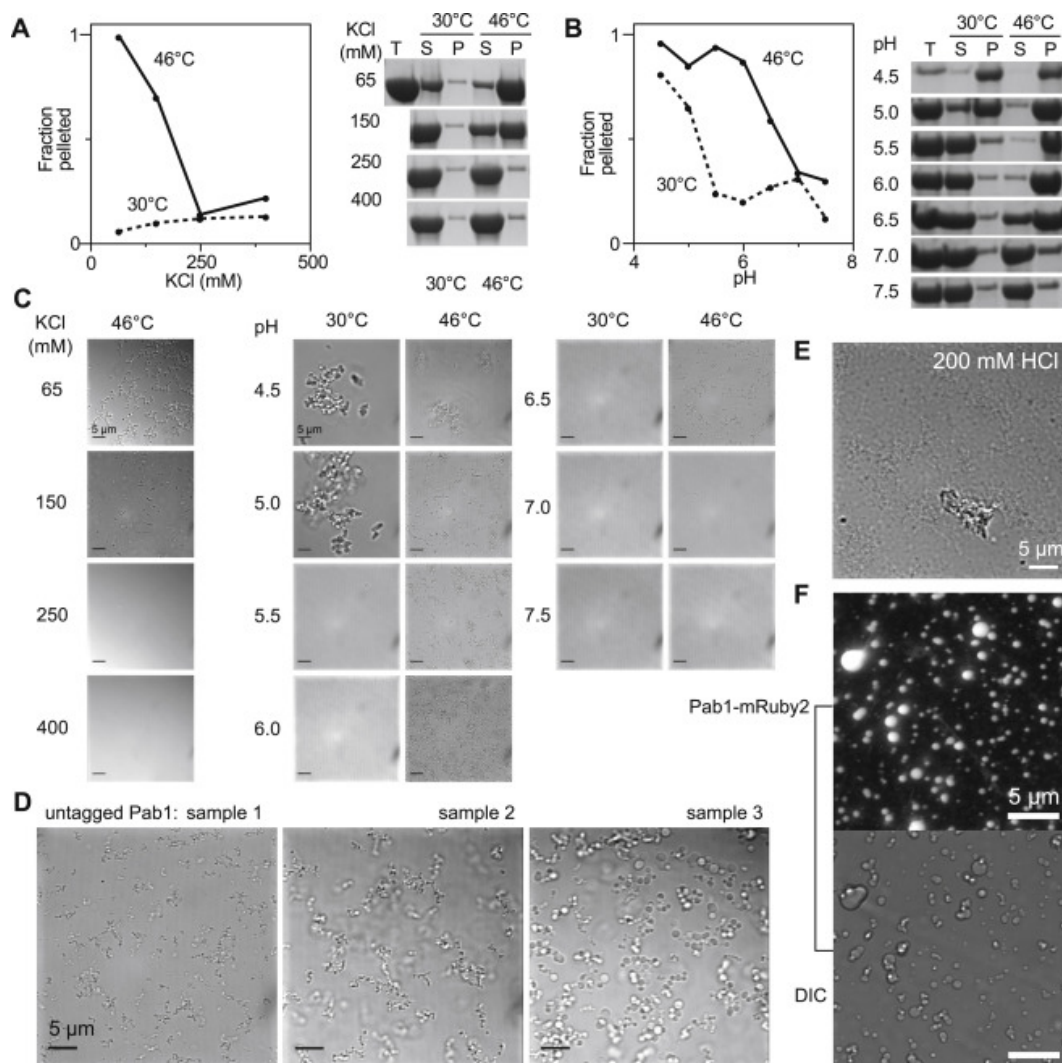 A
1
Fraction
pelleted
0
0
250
500
KCl (mM)
46°C
30°C
KCl
(mM)
30°C
46°C
T S P S P
65
150
250
400
B
1
Fraction
pelleted
0
4
6
8
pH
46°C
30°C
pH
30°C
46°C
T S P S P
4.5
5.0
5.5
6.0
6.5
7.0
7.5
30°C
46°C
C
KCl
(mM)
46°C
65
5 µm
150
250
400
pH
30°C
46°C
4.5
5 µm
5.0
5.5
6.0
30°C
46°C
6.5
7.0
7.5
D
untagged Pab1: sample 1
sample 2
sample 3
5 µm
E
200 mM HCl
5 µm
F
Pab1-mRuby2
5 µm
DIC